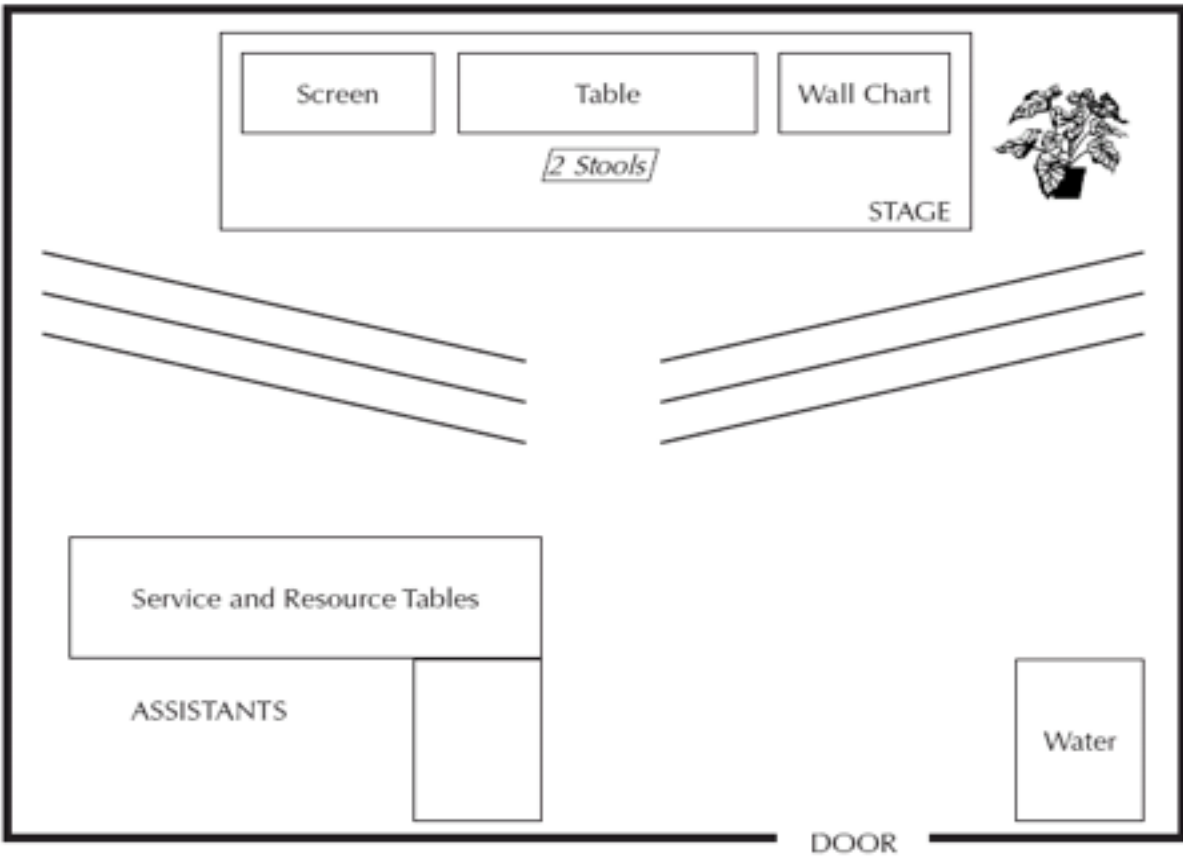 Screen
Table
Wall Chart
2 Stools
STAGE
Service and Resource Tables
ASSISTANTS
Water
DOOR